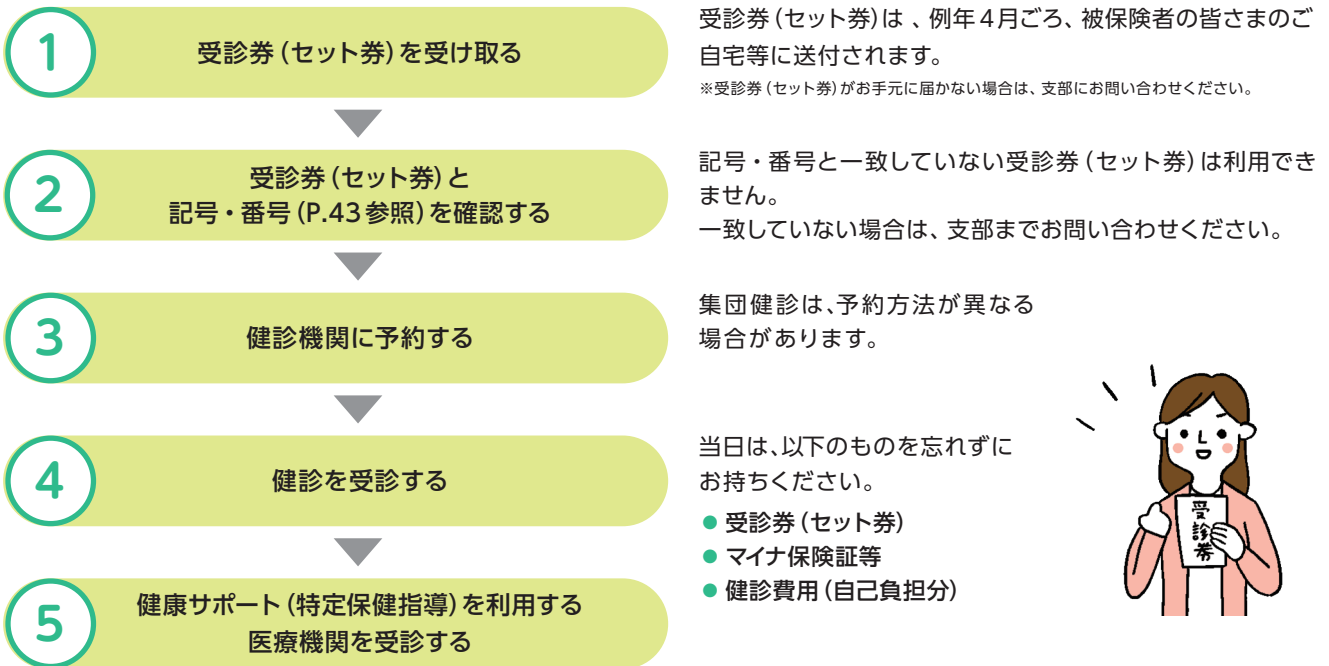 1
受診券(セット券)を受け取る
受診券(セット券)は、例年4月ごろ、被保険者の皆さまのご
自宅等に送付されます。
※受診券(セット券)がお手元に届かない場合は、支部にお問い合わせください。
2
受診券(セット券)と
記号・番号(P.43参照)を確認する
記号・番号と一致していない受診券(セット券)は利用でき
ません。
一致していない場合は、支部までお問い合わせください。
3
健診機関に予約する
集団健診は、予約方法が異なる
場合があります。
4
健診を受診する
当日は、以下のものを忘れずに
お持ちください。
● 受診券(セット券)
● マイナ保険証等
● 健診費用(自己負担分)
受診券
5
健康サポート(特定保健指導)を利用する
医療機関を受診する